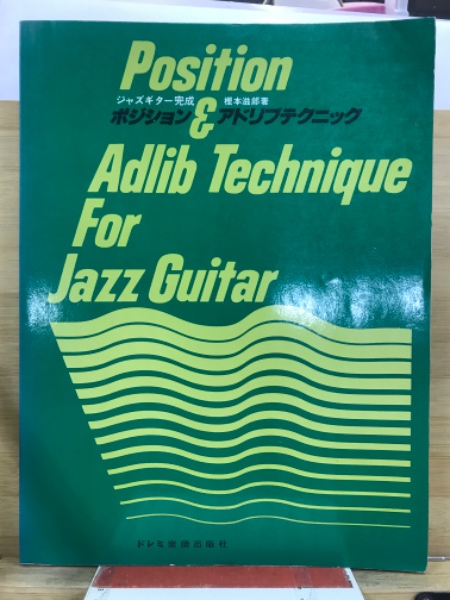 Position
ジャズギター完成 樫本滋郎著
ポジション & アドリブテクニック
Adlib Technique
For
Jazz Guitar
ドレミ楽譜出版社